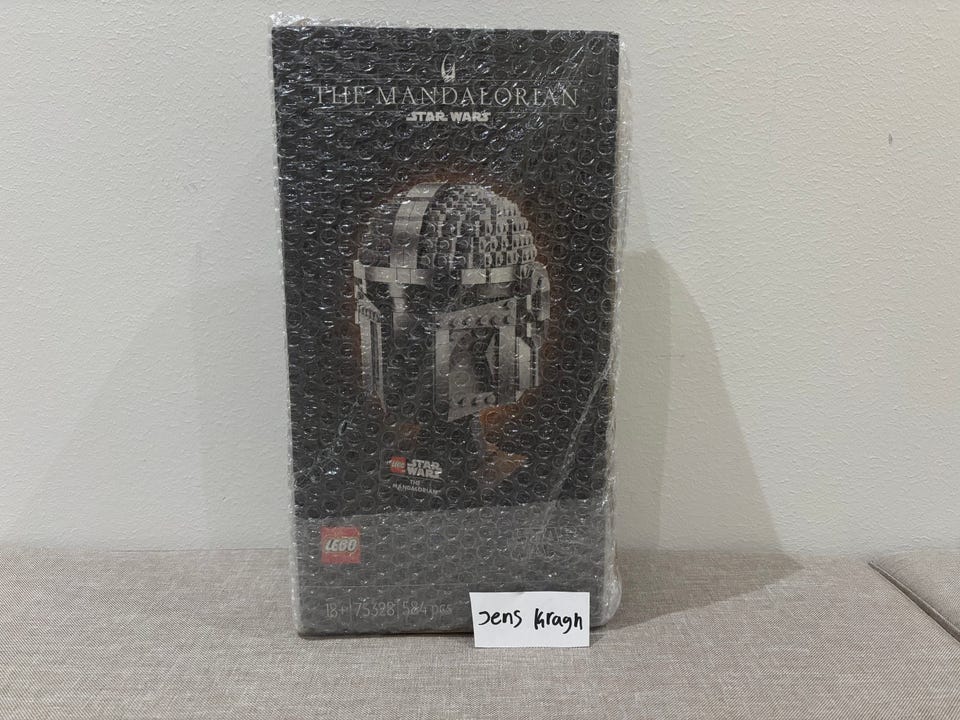 THE MANDALORIAN
STAR WARS
LEGO STAR WARS
THE
MANDALORIAN
LEGO
18+ 75328 584 pcs
Jens Kragh